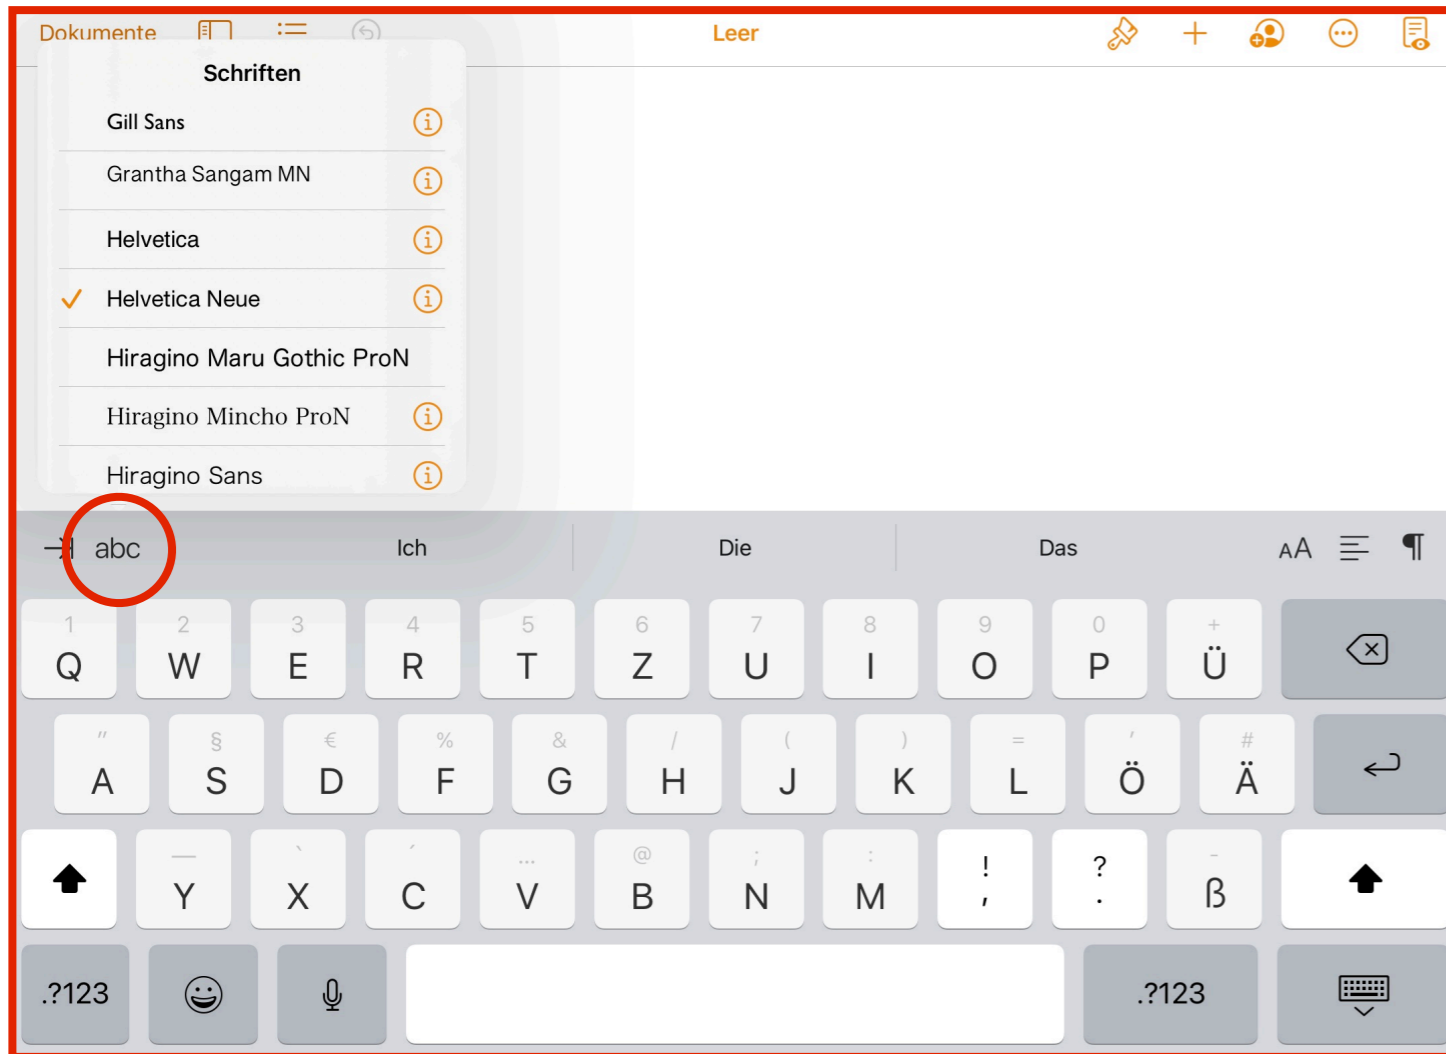 Dokumente Leer
Schriften
Gill Sans
Grantha Sangam MN
Helvetica
Helvetica Neue
Hiragino Maru Gothic ProN
Hiragino Mincho ProN
Hiragino Sans
abc Ich Die Das AA ¶
1 2 3 4 5 6 7 8 9 0 +
Q W E R T Z U I O P Ü
" § € % & / ( ) = ' #
A S D F G H J K L Ö Ä
— ` ´ ... @ ; : ! ? -
Y X C V B N M , . ß
.?123 .?123